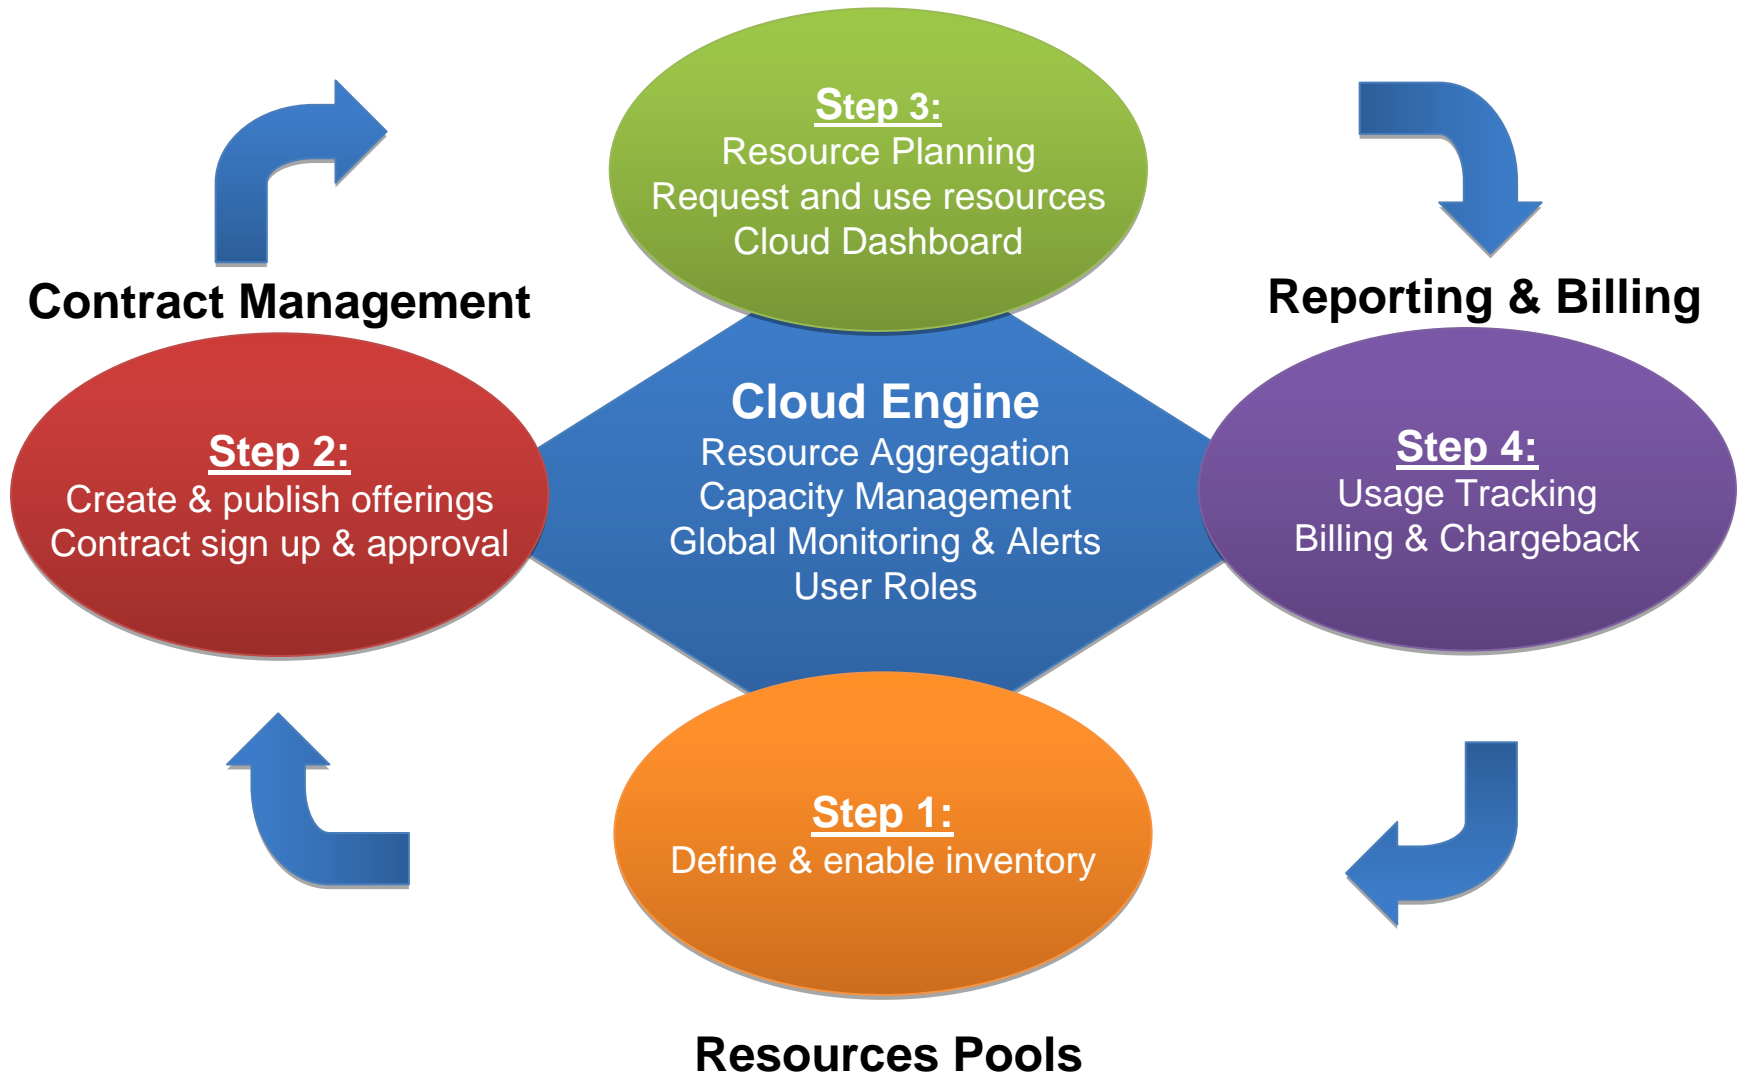 Step 3:
Resource Planning
Request and use resources
Cloud Dashboard
Contract Management
Reporting & Billing
Step 2:
Create & publish offerings
Contract sign up & approval
Cloud Engine
Resource Aggregation
Capacity Management
Global Monitoring & Alerts
User Roles
Step 4:
Usage Tracking
Billing & Chargeback
Step 1:
Define & enable inventory
Resources Pools